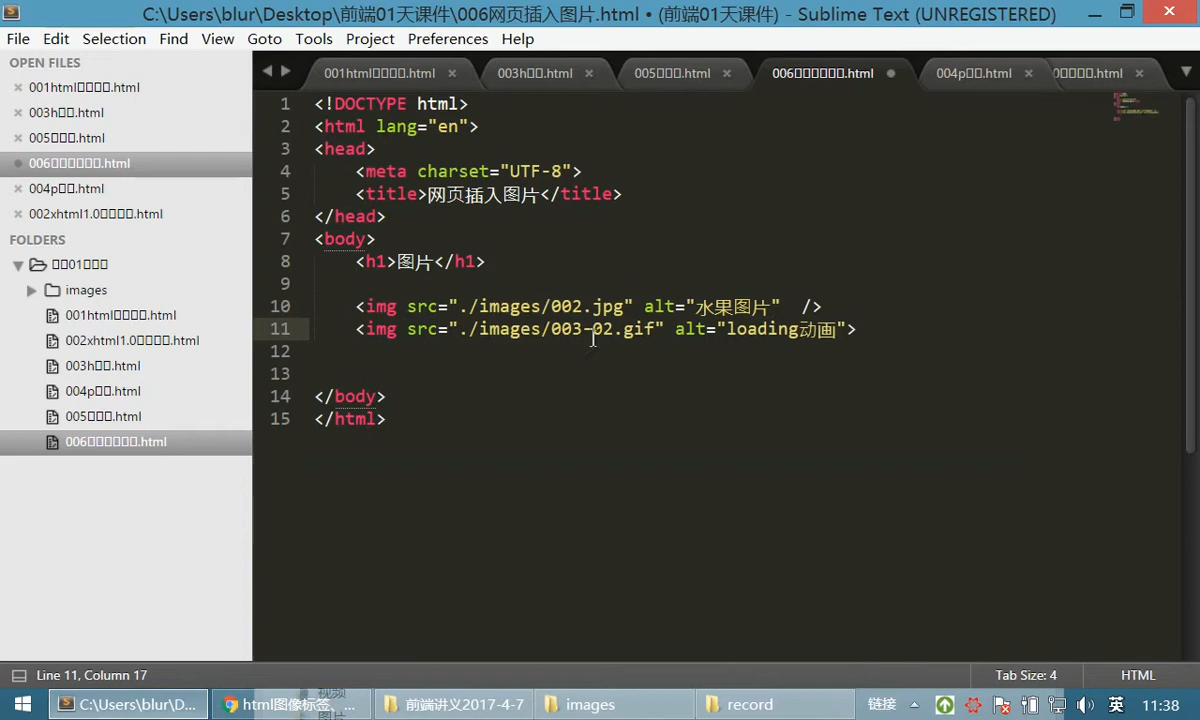 C:\Users\blur\Desktop\前端01天课件\006网页插入图片.html • (前端01天课件) - Sublime Text (UNREGISTERED)
File Edit Selection Find View Goto Tools Project Preferences Help
OPEN FILES
001html□□□□.html
003h□□.html
005□□□.html
006□□□□□□.html
004p□□.html
002xhtml1.0□□□□.html
FOLDERS
□□01□□□
images
001html□□□□.html
002xhtml1.0□□□□.html
003h□□.html
004p□□.html
005□□□.html
006□□□□□□.html
001html□□□□.html 003h□□.html 005□□□.html 006□□□□□□.html 004p□□.html 0□□□□.html
1 <!DOCTYPE html>
2 <html lang="en">
3 <head>
4 <meta charset="UTF-8">
5 <title>网页插入图片</title>
6 </head>
7 <body>
8 <h1>图片</h1>
9
10 <img src="./images/002.jpg" alt="水果图片" />
11 <img src="./images/003-02.gif" alt="loading动画">
12
13
14 </body>
15 </html>
Line 11, Column 17 Tab Size: 4 HTML
视频
图片
C:\Users\blur\D... html图像标签、... 前端讲义2017-4-7 images record 链接 英 11:38